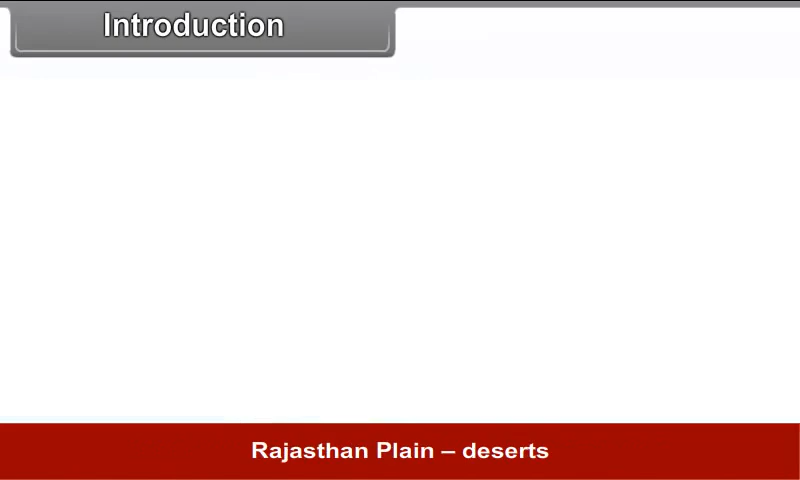 Introduction
Rajasthan Plain – deserts